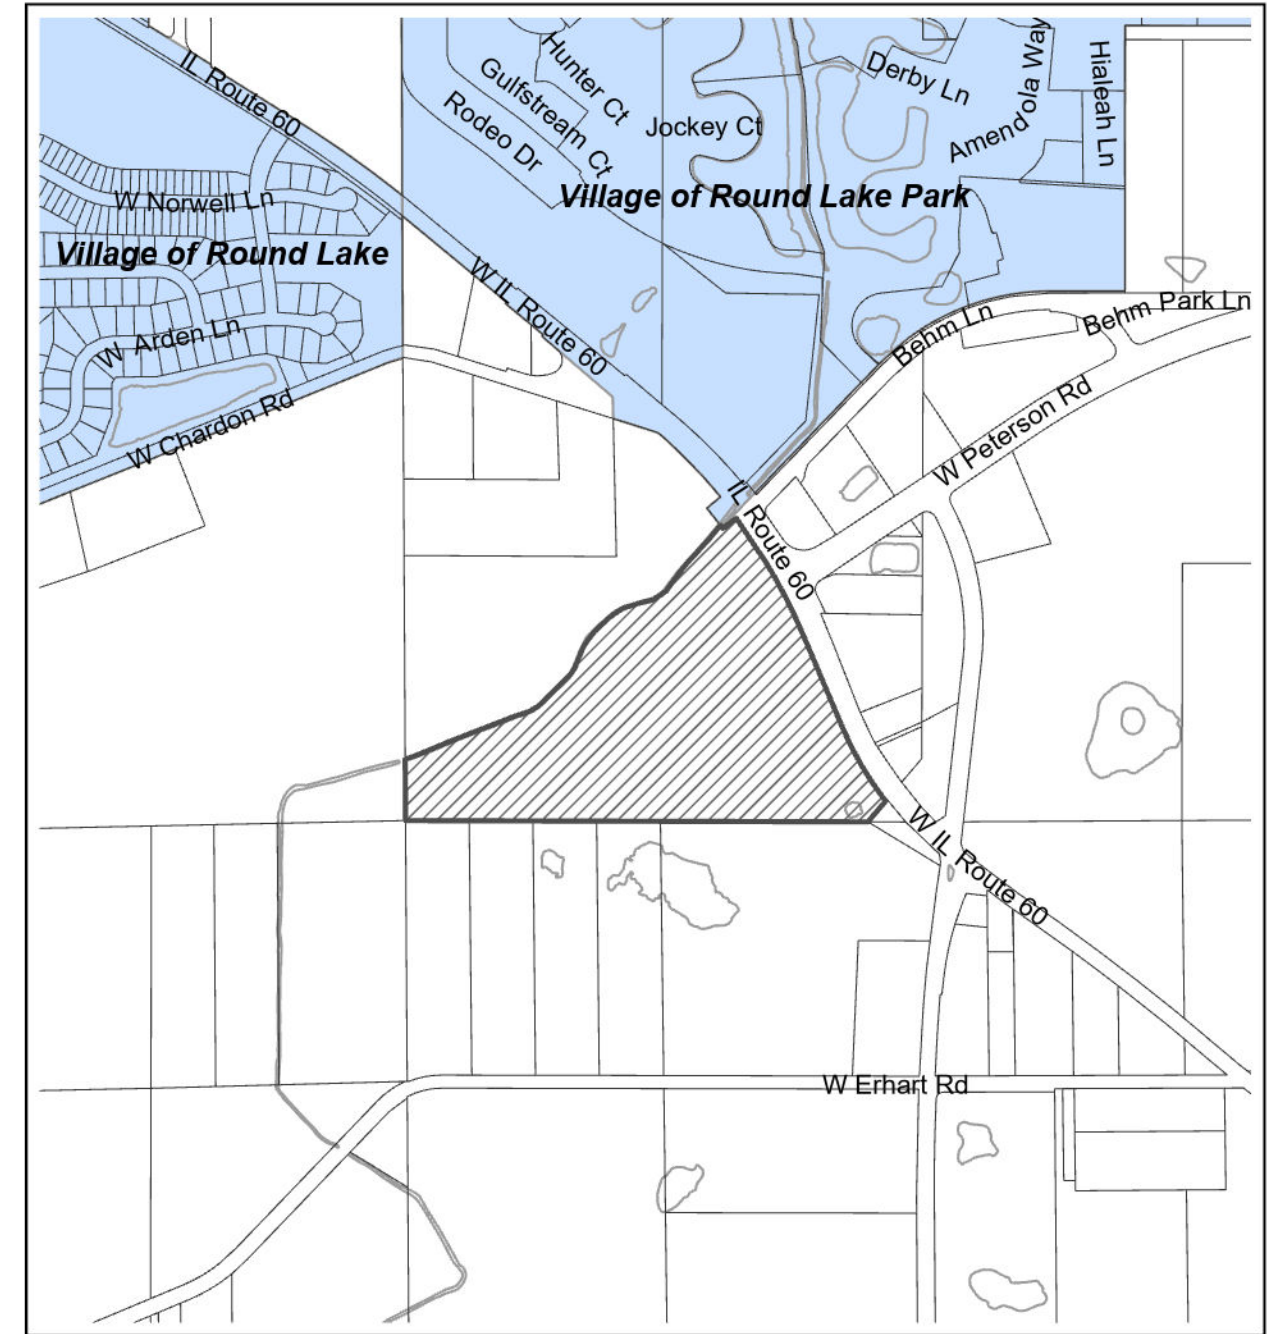 IL Route 60
Hunter Ct
Gulfstream Ct
Rodeo Dr
Jockey Ct
Derby Ln
Amendola Way
Hialeah Ln
W Norwell Ln
Village of Round Lake Park
Village of Round Lake
W IL Route 60
W Arden Ln
Behm Ln
Behm Park Ln
W Chardon Rd
W Peterson Rd
IL Route 60
W IL Route 60
W Erhart Rd